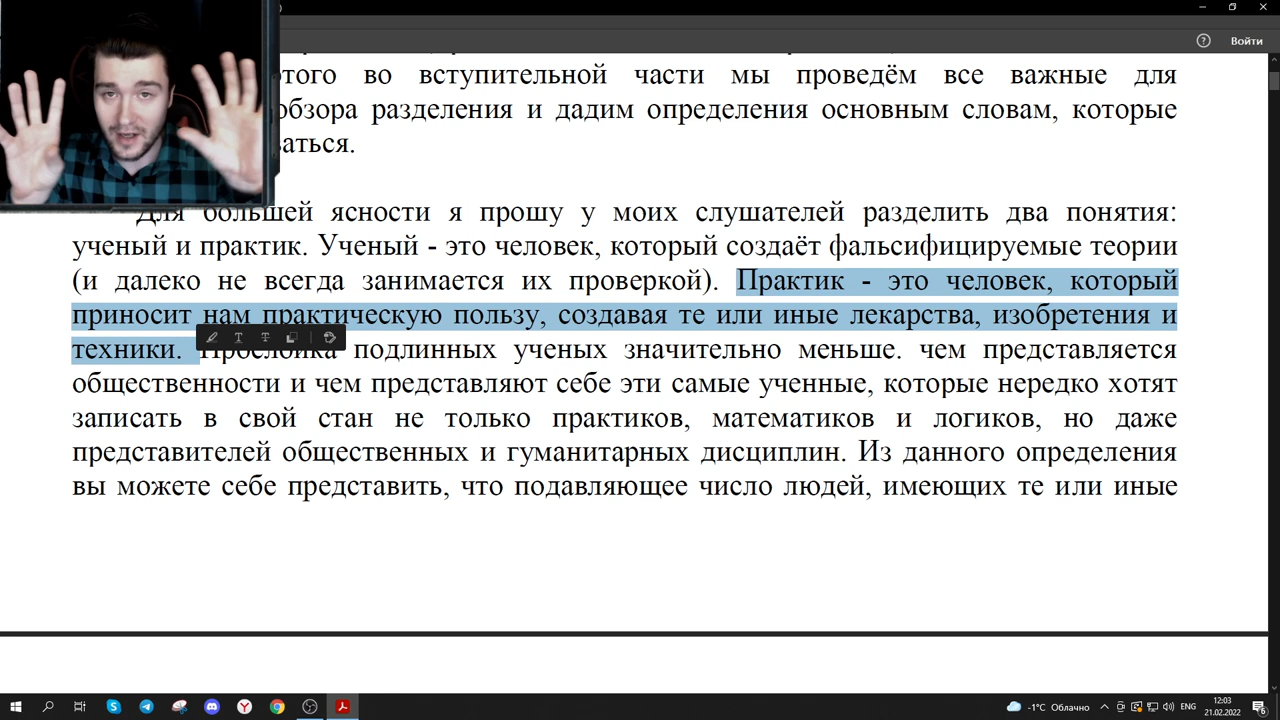 Войти
этого во вступительной части мы проведём все важные для
обзора разделения и дадим определения основным словам, которые
ваться.
Для большей ясности я прошу у моих слушателей разделить два понятия:
ученый и практик. Ученый - это человек, который создаёт фальсифицируемые теории
(и далеко не всегда занимается их проверкой). Практик - это человек, который
приносит нам практическую пользу, создавая те или иные лекарства, изобретения и
техники. Прослойка подлинных ученых значительно меньше. чем представляется
общественности и чем представляют себе эти самые ученные, которые нередко хотят
записать в свой стан не только практиков, математиков и логиков, но даже
представителей общественных и гуманитарных дисциплин. Из данного определения
вы можете себе представить, что подавляющее число людей, имеющих те или иные
-1°C Облачно ENG 12:03
21.02.2022 6